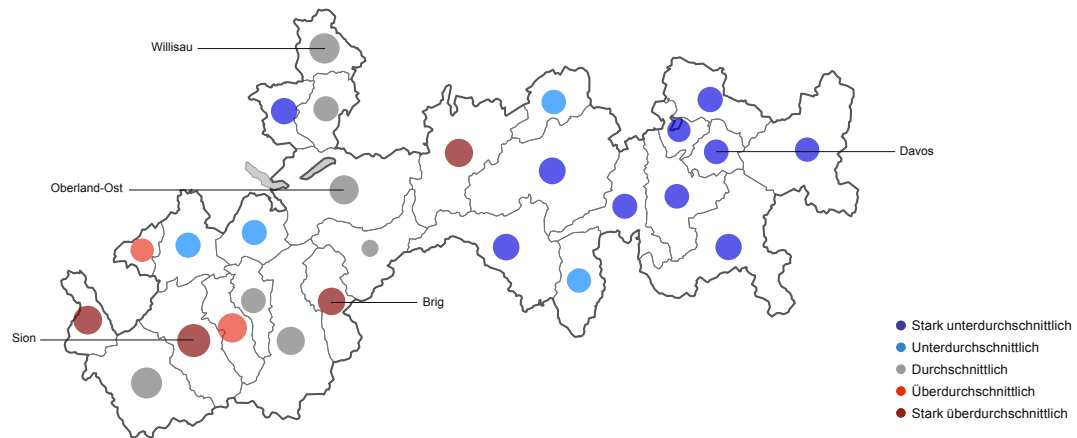 Willisau
Davos
Oberland-Ost
Brig
Sion
Stark unterdurchschnittlich
Unterdurchschnittlich
Durchschnittlich
Überdurchschnittlich
Stark überdurchschnittlich